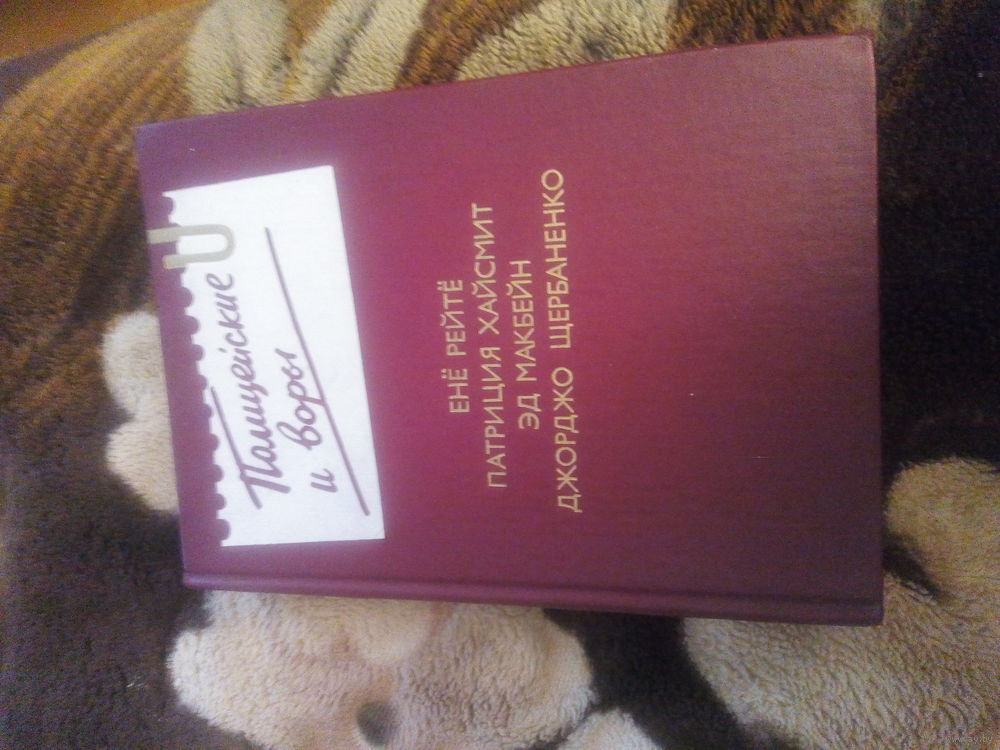 Полицейские
и воры
ЕНЁ РЕЙТЁ
ПАТРИЦИЯ ХАЙСМИТ
ЭД МАКБЕЙН
ДЖОРДЖО ЩЕРБАНЕНКО